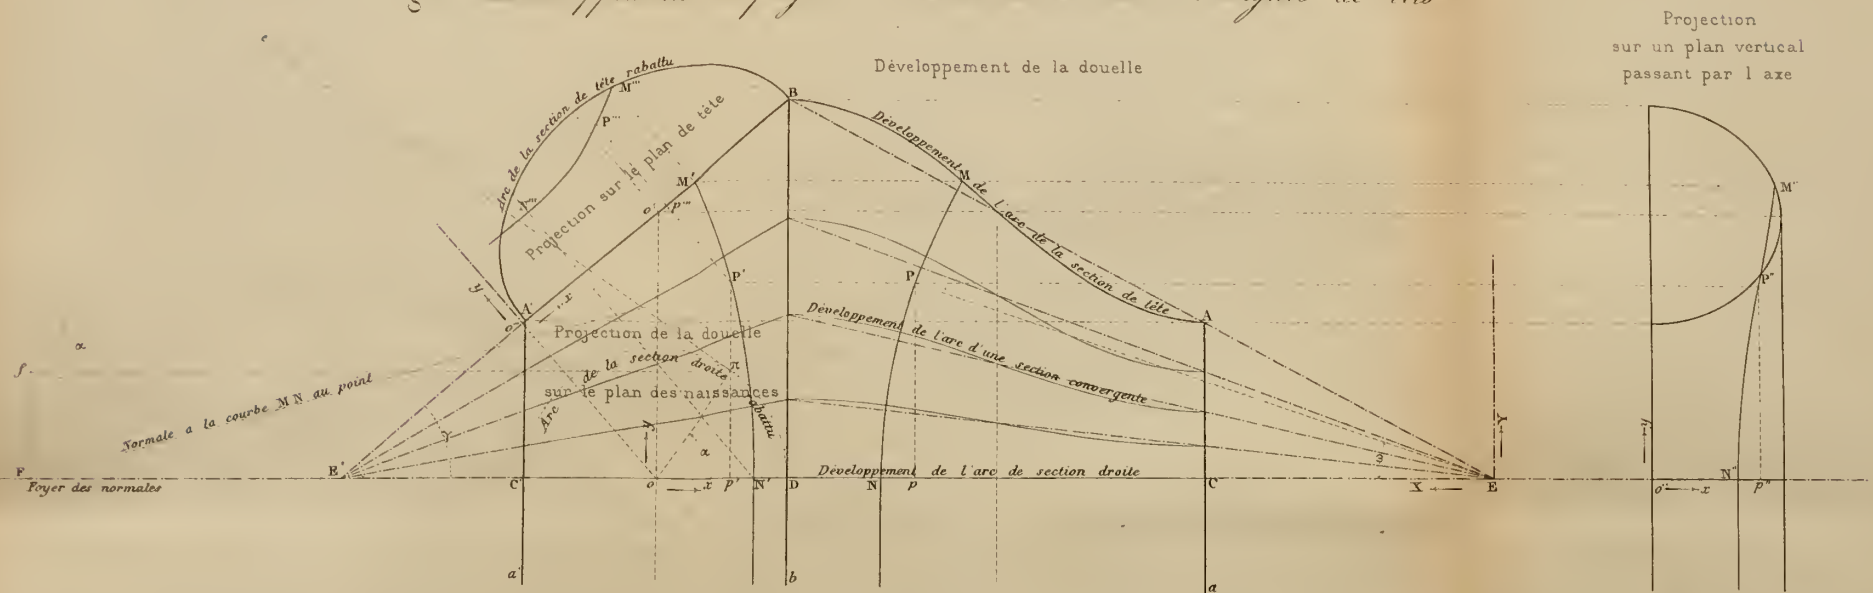 Projection
sur un plan vertical
passant par l axe
Développement de la douelle
Arc de la section de tête rabattu
Projection sur le plan de tête
Développement de l'arc de la section de tête
Développement de l'arc d'une section convergente
Projection de la douelle
sur le plan des naissances
Arc de la section droite rabattu
Normale a la courbe MN au point
Foyer des normales
Développement de l'arc de section droite
M'''
P'''
B
M'
M
M''
o'
P'
P
P''
A'
A
x
y
α
f
γ
π
y
α
Y
y
F
E'
C'
o
x
p'
N'
D
N
p
C
X
E
N''
o''
x
p''
a'
b
a